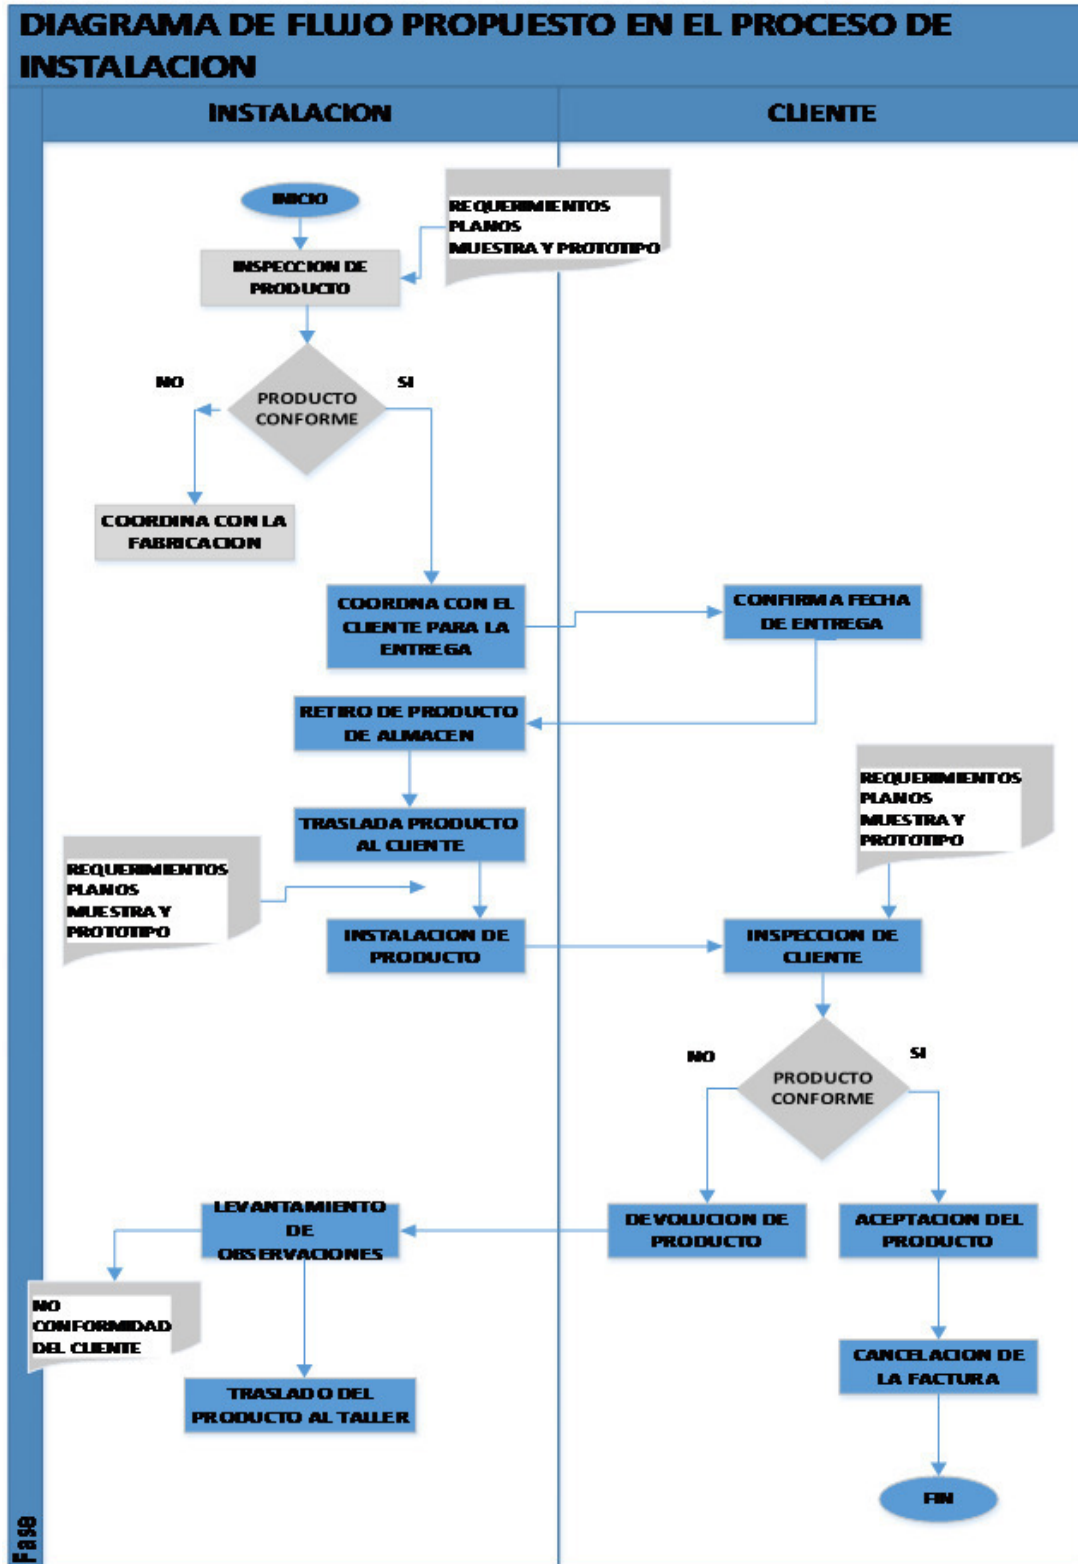 DIAGRAMA DE FLUJO PROPUESTO EN EL PROCESO DE
INSTALACION
INSTALACION
CLIENTE
INICIO
REQUERIMIENTOS
PLANOS
MUESTRA Y PROTOTIPO
INSPECCION DE
PRODUCTO
NO
SI
PRODUCTO
CONFORME
COORDINA CON LA
FABRICACION
COORDNA CON EL
CLIENTE PARA LA
ENTREGA
CONFIRMA FECHA
DE ENTREGA
RETIRO DE PRODUCTO
DE ALMACEN
REQUERIMIENTOS
PLANOS
MUESTRA Y
PROTOTIPO
TRASLADA PRODUCTO
AL CLIENTE
REQUERIMIENTOS
PLANOS
MUESTRA Y
PROTOTIPO
INSTALACION DE
PRODUCTO
INSPECCION DE
CLIENTE
NO
SI
PRODUCTO
CONFORME
LEVANTAMIENTO
DE
OBSERVACIONES
DEVOLUCION DE
PRODUCTO
ACEPTACION DEL
PRODUCTO
NO
CONFORMIDAD
DEL CLIENTE
CANCELACION DE
LA FACTURA
TRASLADO DEL
PRODUCTO AL TALLER
FIN
Fase